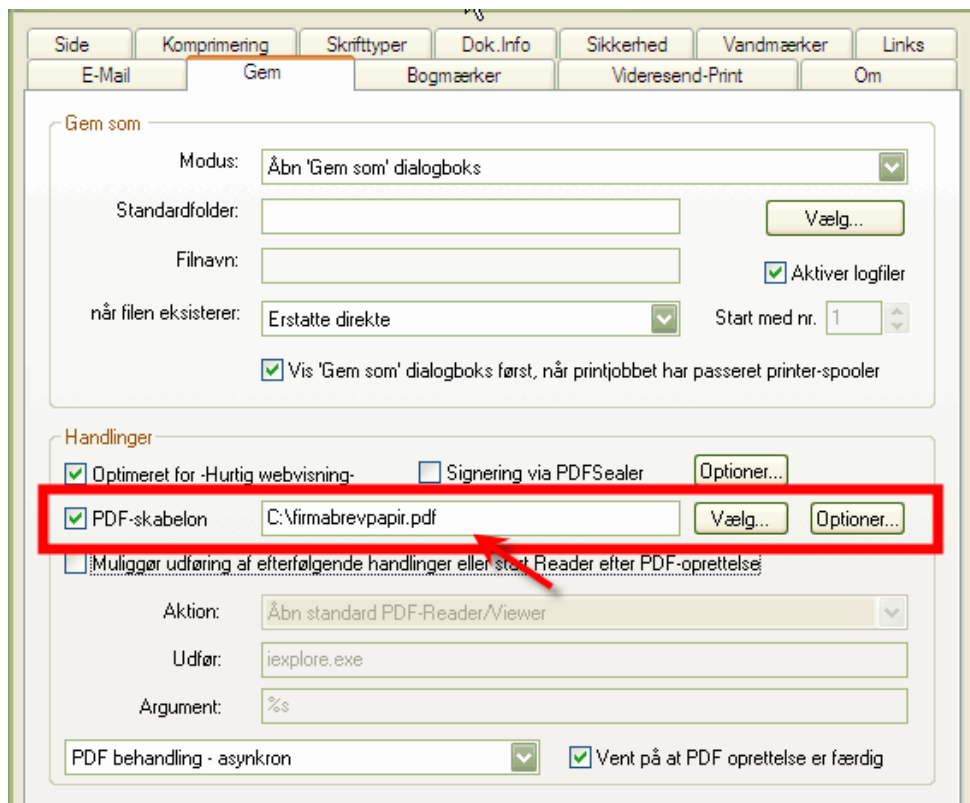 Side Komprimering Skrifttyper Dok.Info Sikkerhed Vandmærker Links
E-Mail Gem Bogmærker Videresend-Print Om
Gem som
Modus: Åbn 'Gem som' dialogboks
Standardfolder: Vælg...
Filnavn: Aktiver logfiler
når filen eksisterer: Erstatte direkte Start med nr. 1
Vis 'Gem som' dialogboks først, når printjobbet har passeret printer-spooler
Handlinger
Optimeret for -Hurtig webvisning- Signering via PDFSealer Optioner...
PDF-skabelon C:\firmabrevpapir.pdf Vælg... Optioner...
Muliggør udføring af efterfølgende handlinger eller start Reader efter PDF-oprettelse
Aktion: Åbn standard PDF-Reader/Viewer
Udfør: iexplore.exe
Argument: %s
PDF behandling - asynkron Vent på at PDF oprettelse er færdig